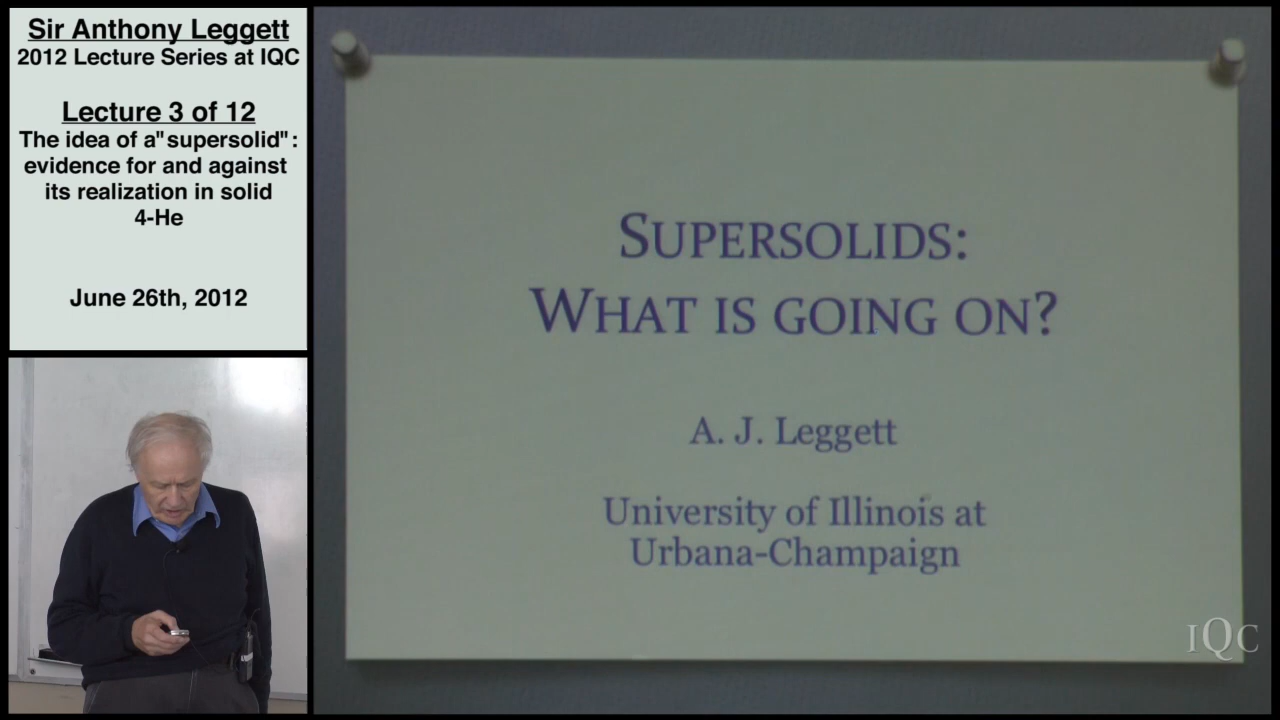 Sir Anthony Leggett
2012 Lecture Series at IQC
Lecture 3 of 12
The idea of a"supersolid":
evidence for and against
its realization in solid
4-He
June 26th, 2012
SUPERSOLIDS:
WHAT IS GOING ON?
A. J. Leggett
University of Illinois at
Urbana-Champaign
IQC